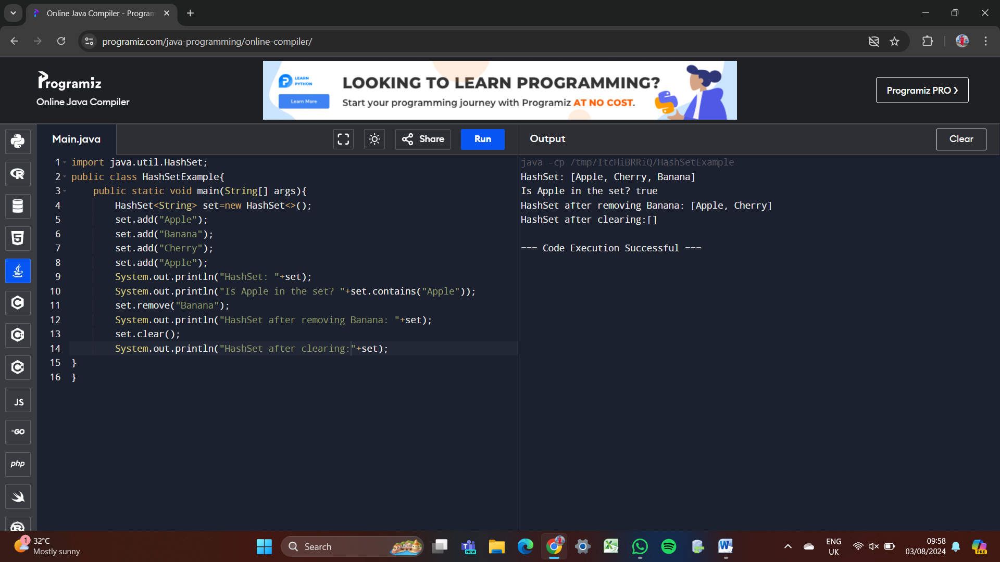 Online Java Compiler - Program
programiz.com/java-programming/online-compiler/
Programiz
Online Java Compiler
LEARN
PYTHON
Learn More
LOOKING TO LEARN PROGRAMMING?
Start your programming journey with Programiz AT NO COST.
Programiz PRO
Main.java
Share
Run
Output
Clear
1 import java.util.HashSet;
2 public class HashSetExample{
3 public static void main(String[] args){
4 HashSet<String> set=new HashSet<>();
5 set.add("Apple");
6 set.add("Banana");
7 set.add("Cherry");
8 set.add("Apple");
9 System.out.println("HashSet: "+set);
10 System.out.println("Is Apple in the set? "+set.contains("Apple"));
11 set.remove("Banana");
12 System.out.println("HashSet after removing Banana: "+set);
13 set.clear();
14 System.out.println("HashSet after clearing:"+set);
15 }
16 }
java -cp /tmp/ItcHiBRRiQ/HashSetExample
HashSet: [Apple, Cherry, Banana]
Is Apple in the set? true
HashSet after removing Banana: [Apple, Cherry]
HashSet after clearing:[]
=== Code Execution Successful ===
JS
GO
php
1
32°C
Mostly sunny
Search
NEW
ENG
UK
09:58
03/08/2024
PRE